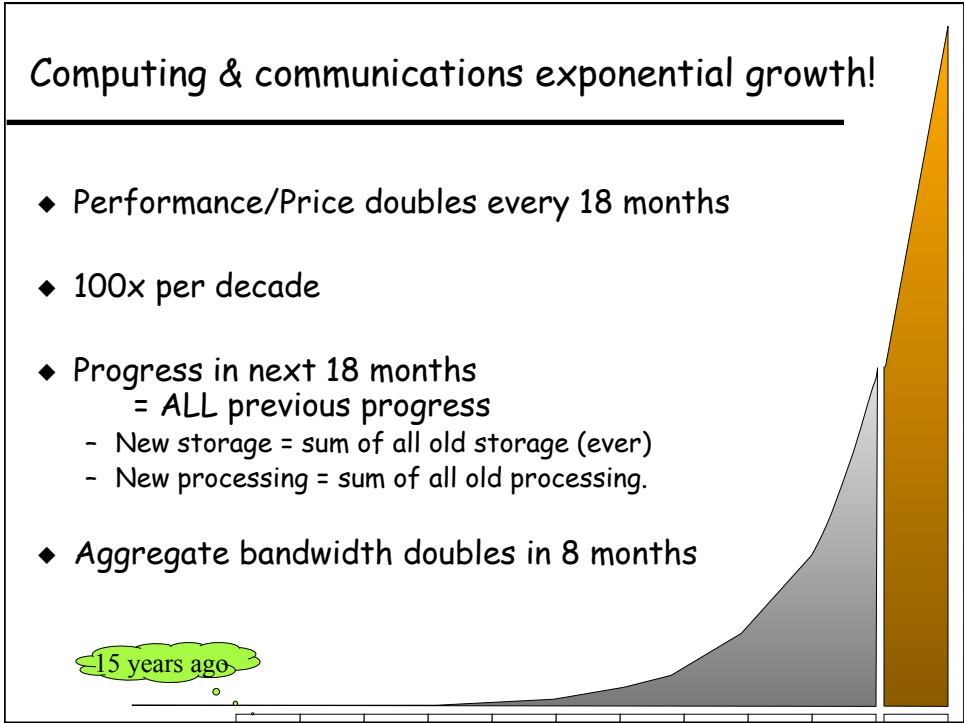 Computing & communications exponential growth!
◆ Performance/Price doubles every 18 months
◆ 100x per decade
◆ Progress in next 18 months
= ALL previous progress
– New storage = sum of all old storage (ever)
– New processing = sum of all old processing.
◆ Aggregate bandwidth doubles in 8 months
15 years ago